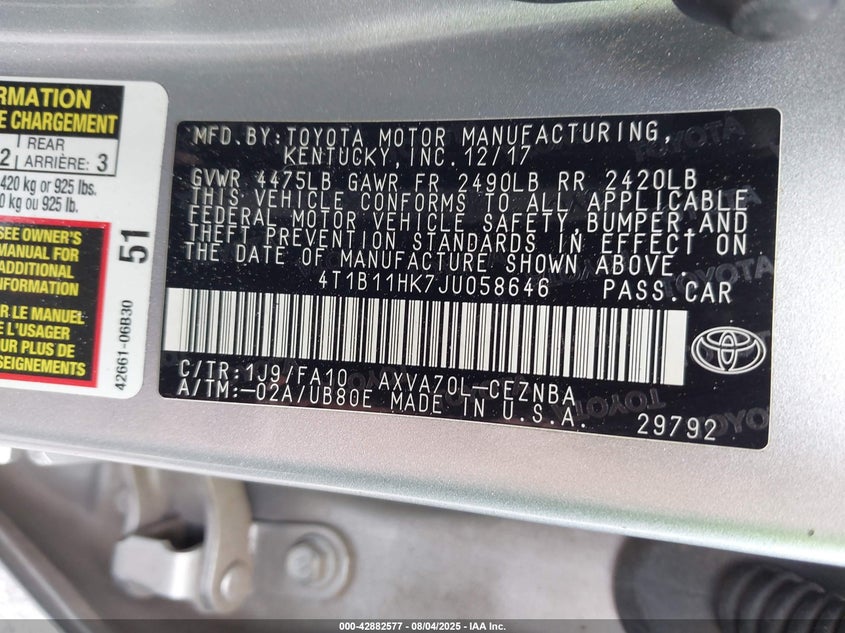 RMATION
E CHARGEMENT
2 REAR
ARRIÈRE: 3
420 kg or 925 lbs.
0 kg ou 925 lb.
SEE OWNER'S
MANUAL FOR
ADDITIONAL
INFORMATION
R LE MANUEL
L'USAGER
OUR PLUS DE
SEIGNEMENTS
51
42661-06B30
MFD.BY:TOYOTA MOTOR MANUFACTURING,
KENTUCKY,INC.12/17
GVWR 4475LB GAWR FR 2490LB RR 2420LB
THIS VEHICLE CONFORMS TO ALL APPLICABLE
FEDERAL MOTOR VEHICLE SAFETY,BUMPER,AND
THEFT PREVENTION STANDARDS IN EFFECT ON
THE DATE OF MANUFACTURE SHOWN ABOVE.
4T1B11HK7JU058646 PASS.CAR
C/TR:1J9/FA10 AXVA70L-CEZNBA
A/TM:-02A/UB80E MADE IN U.S.A.
29792
000-42882577 - 08/04/2025 - IAA Inc.